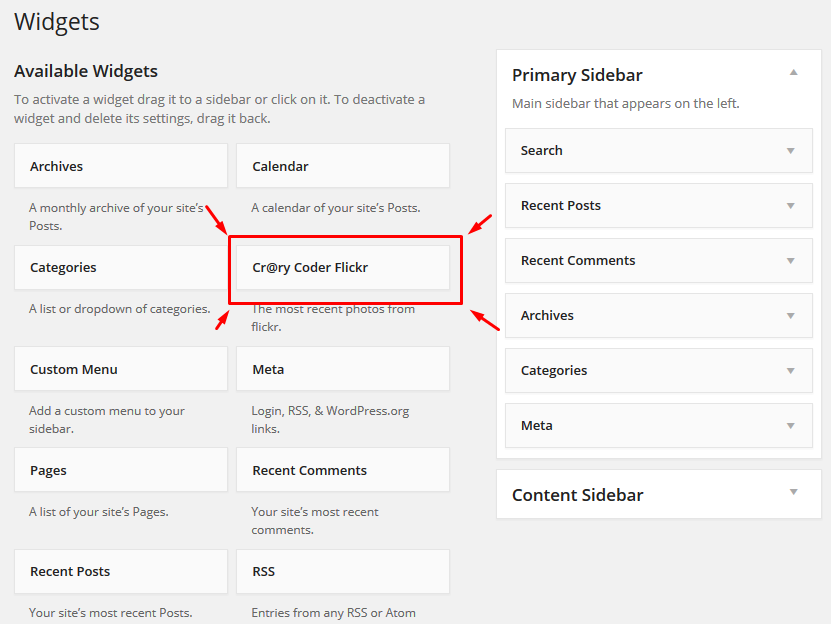 Widgets
Available Widgets
To activate a widget drag it to a sidebar or click on it. To deactivate a
widget and delete its settings, drag it back.
Archives
A monthly archive of your site's
Posts.
Calendar
A calendar of your site's Posts.
Categories
A list or dropdown of categories.
Cr@ry Coder Flickr
The most recent photos from
flickr.
Custom Menu
Add a custom menu to your
sidebar.
Meta
Login, RSS, & WordPress.org
links.
Pages
A list of your site's Pages.
Recent Comments
Your site's most recent
comments.
Recent Posts
Your site's most recent Posts.
RSS
Entries from any RSS or Atom
Primary Sidebar
Main sidebar that appears on the left.
Search
Recent Posts
Recent Comments
Archives
Categories
Meta
Content Sidebar